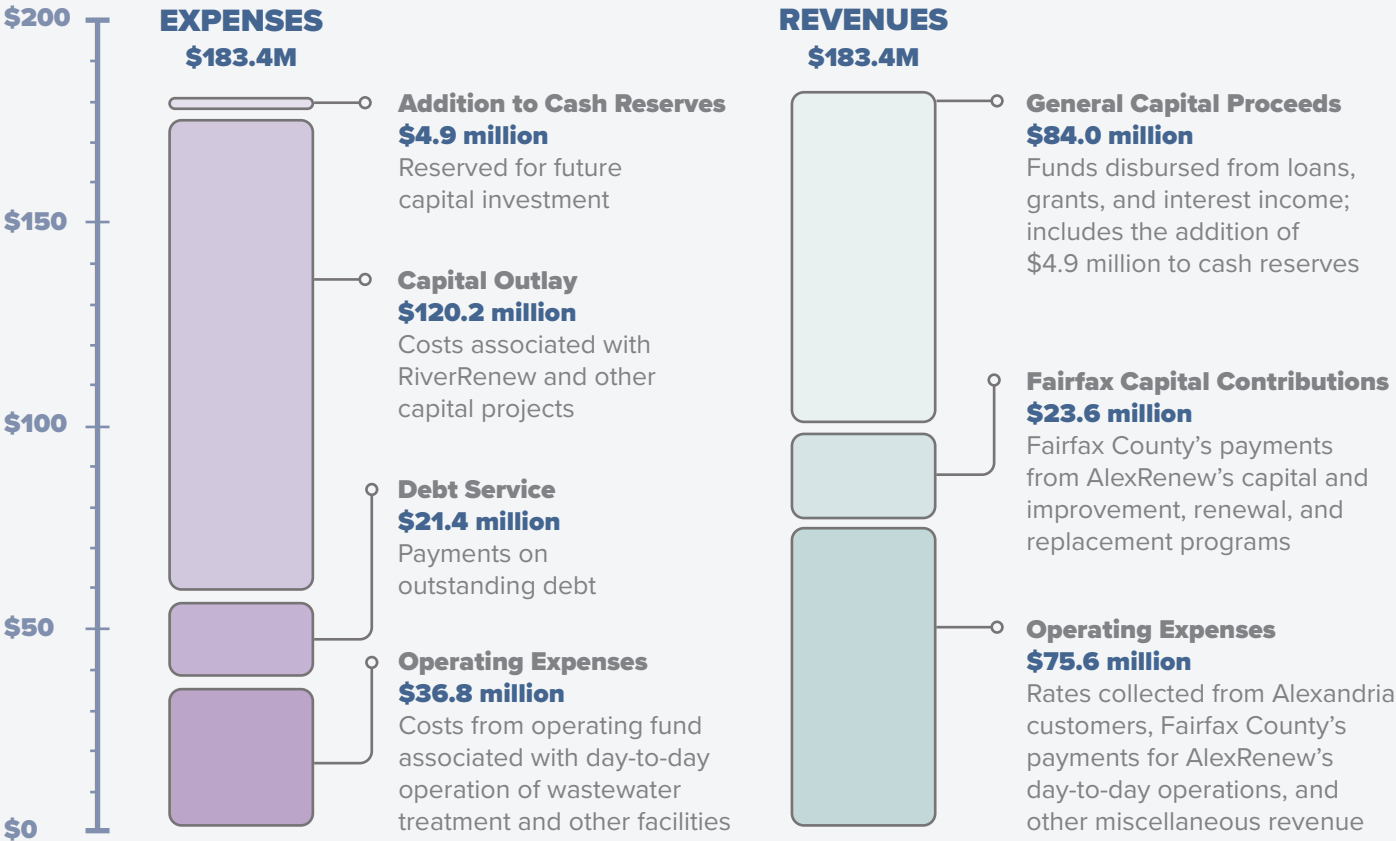 $200
$150
$100
$50
$0
EXPENSES
$183.4M
Addition to Cash Reserves
$4.9 million
Reserved for future
capital investment
Capital Outlay
$120.2 million
Costs associated with
RiverRenew and other
capital projects
Debt Service
$21.4 million
Payments on
outstanding debt
Operating Expenses
$36.8 million
Costs from operating fund
associated with day-to-day
operation of wastewater
treatment and other facilities
REVENUES
$183.4M
General Capital Proceeds
$84.0 million
Funds disbursed from loans,
grants, and interest income;
includes the addition of
$4.9 million to cash reserves
Fairfax Capital Contributions
$23.6 million
Fairfax County’s payments
from AlexRenew’s capital and
improvement, renewal, and
replacement programs
Operating Expenses
$75.6 million
Rates collected from Alexandria
customers, Fairfax County’s
payments for AlexRenew’s
day-to-day operations, and
other miscellaneous revenue